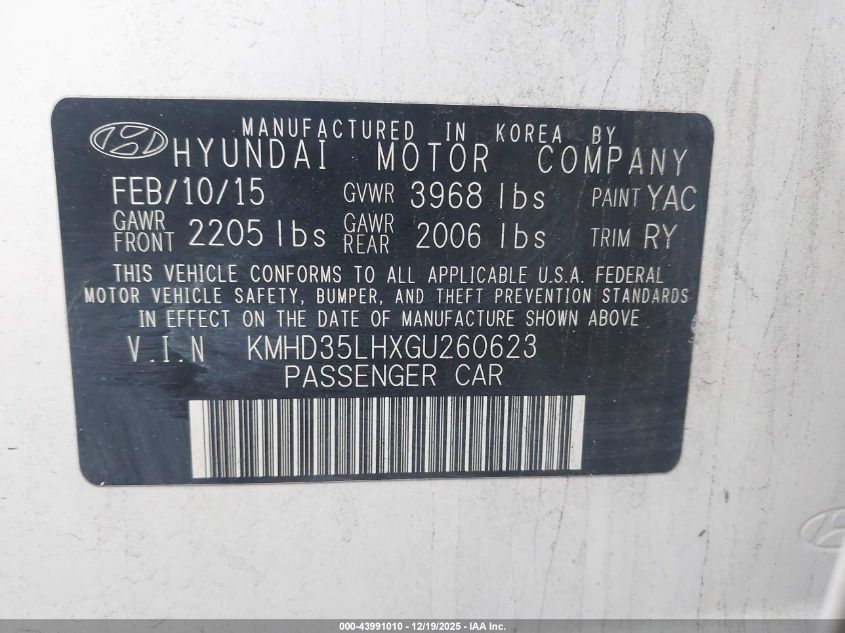 MANUFACTURED IN KOREA BY
HYUNDAI MOTOR COMPANY
FEB/10/15 GVWR 3968 lbs PAINT YAC
GAWR FRONT 2205 lbs GAWR REAR 2006 lbs TRIM RY
THIS VEHICLE CONFORMS TO ALL APPLICABLE U.S.A. FEDERAL
MOTOR VEHICLE SAFETY, BUMPER, AND THEFT PREVENTION STANDARDS
IN EFFECT ON THE DATE OF MANUFACTURE SHOWN ABOVE.
V.I.N KMHD35LHXGU260623
PASSENGER CAR
000-43991010 - 12/19/2025 - IAA Inc.